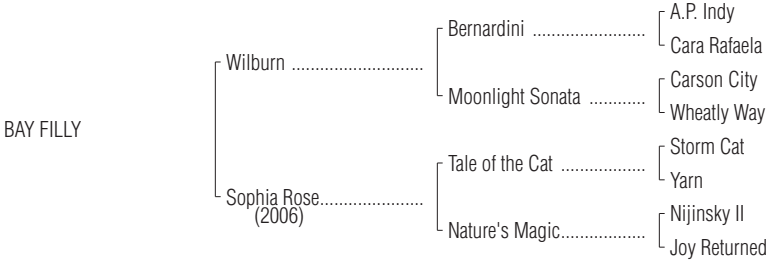 A.P. Indy
Bernardini ........................
Cara Rafaela
Wilburn ............................
Carson City
Moonlight Sonata ............
Wheatly Way
BAY FILLY
Storm Cat
Tale of the Cat ..................
Yarn
Sophia Rose......................
(2006)
Nijinsky II
Nature's Magic..................
Joy Returned